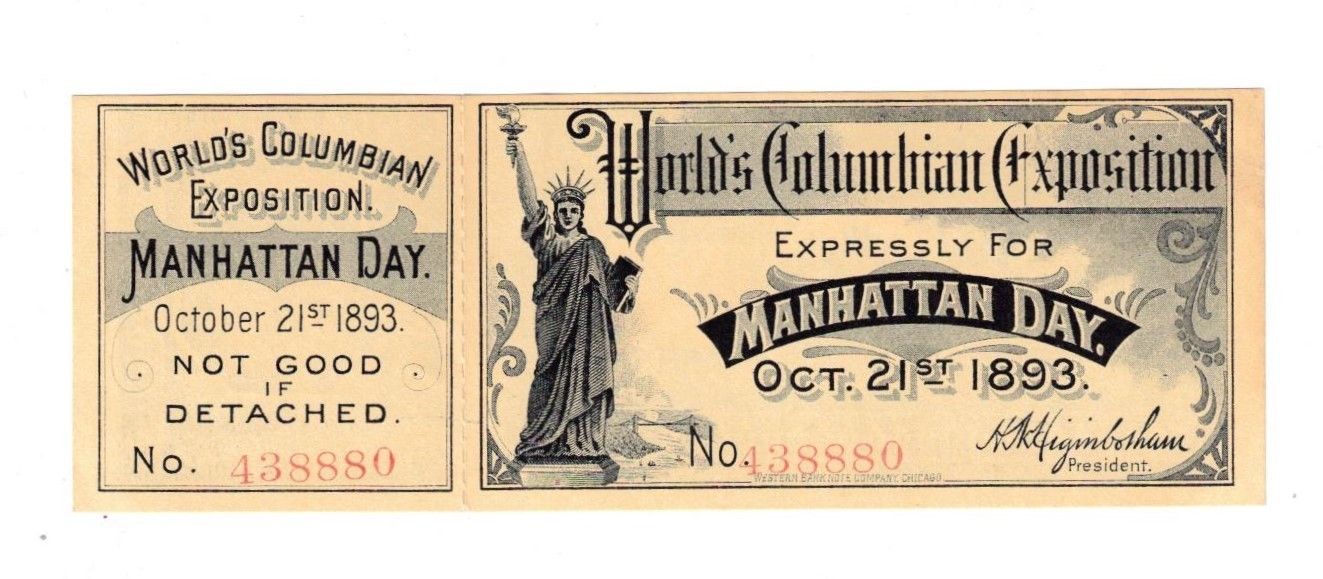 WORLD'S COLUMBIAN
EXPOSITION.
MANHATTAN DAY.
October 21ST 1893.
NOT GOOD
IF
DETACHED.
No. 438880
World's Columbian Exposition
EXPRESSLY FOR
MANHATTAN DAY.
OCT. 21ST 1893.
No. 438880
H. N. Higinbotham
President.
WESTERN BANK NOTE COMPANY, CHICAGO